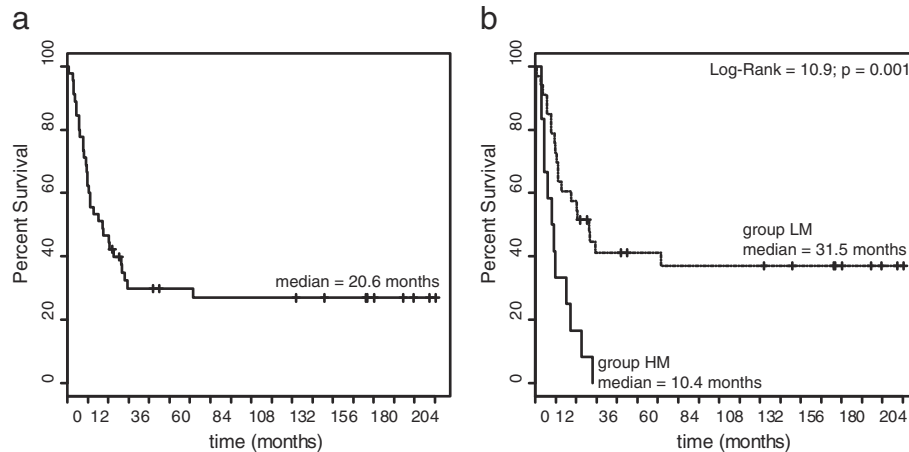 a
Percent Survival
100
80
60
40
20
0
median = 20.6 months
0 12 36 60 84 108 132 156 180 204
time (months)
b
Percent Survival
100
80
60
40
20
0
Log-Rank = 10.9; p = 0.001
group LM
median = 31.5 months
group HM
median = 10.4 months
0 12 36 60 84 108 132 156 180 204
time (months)